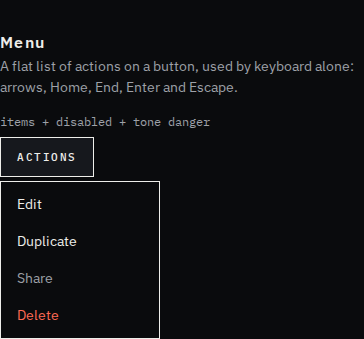 Menu
A flat list of actions on a button, used by keyboard alone:
arrows, Home, End, Enter and Escape.
items + disabled + tone danger
ACTIONS
Edit
Duplicate
Share
Delete